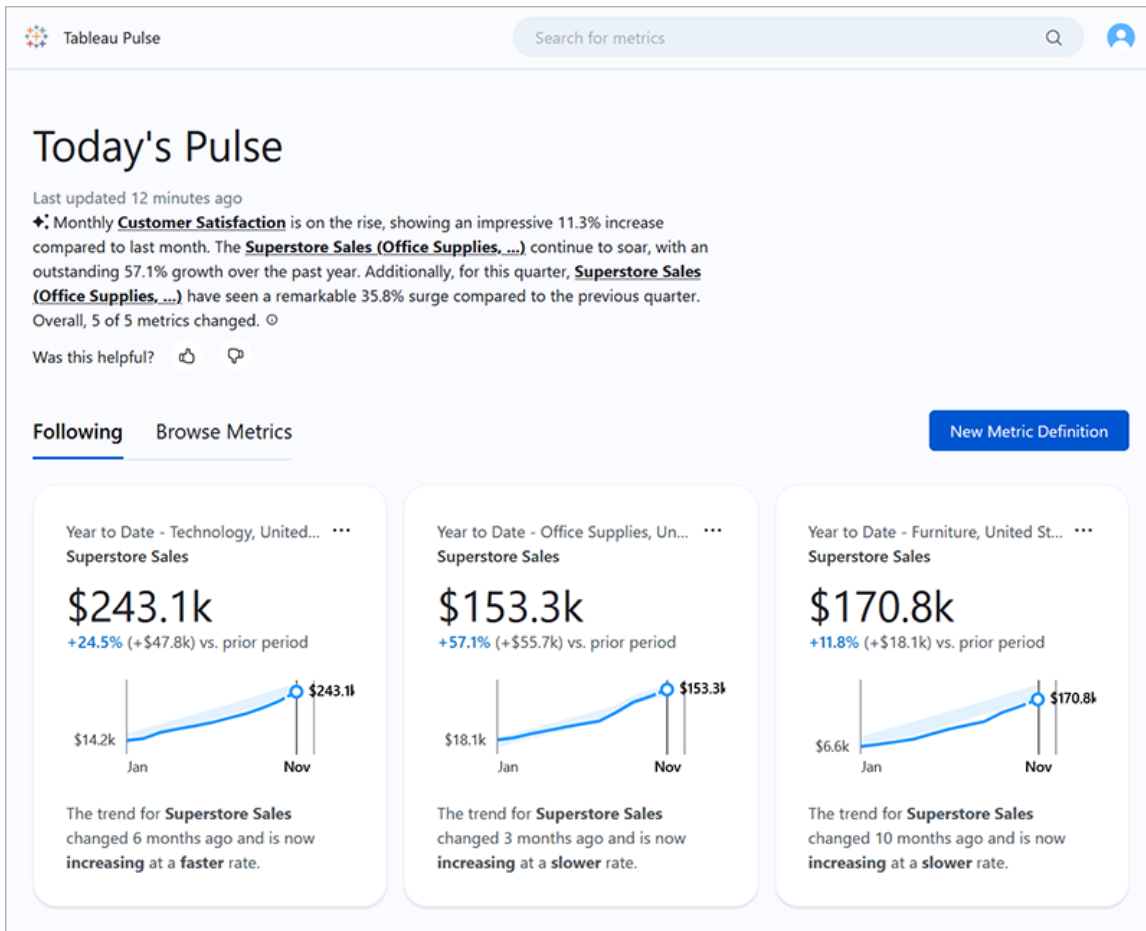 Tableau Pulse
Search for metrics
Today's Pulse
Last updated 12 minutes ago
Monthly Customer Satisfaction is on the rise, showing an impressive 11.3% increase
compared to last month. The Superstore Sales (Office Supplies, ...) continue to soar, with an
outstanding 57.1% growth over the past year. Additionally, for this quarter, Superstore Sales
(Office Supplies, ...) have seen a remarkable 35.8% surge compared to the previous quarter.
Overall, 5 of 5 metrics changed.
Was this helpful?
Following
Browse Metrics
New Metric Definition
Year to Date - Technology, United...
Superstore Sales
$243.1k
+24.5% (+$47.8k) vs. prior period
$243.1k
$14.2k
Jan
Nov
The trend for Superstore Sales
changed 6 months ago and is now
increasing at a faster rate.
Year to Date - Office Supplies, Un...
Superstore Sales
$153.3k
+57.1% (+$55.7k) vs. prior period
$153.3k
$18.1k
Jan
Nov
The trend for Superstore Sales
changed 3 months ago and is now
increasing at a slower rate.
Year to Date - Furniture, United St...
Superstore Sales
$170.8k
+11.8% (+$18.1k) vs. prior period
$170.8k
$6.6k
Jan
Nov
The trend for Superstore Sales
changed 10 months ago and is now
increasing at a slower rate.